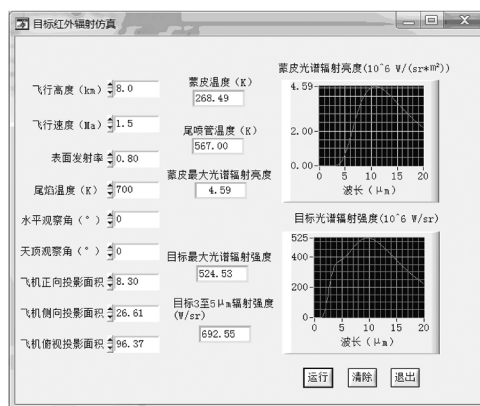 目标红外辐射仿真
飞行高度(km) 8.0
飞行速度(Ma) 1.5
表面发射率 0.80
尾焰温度(K) 700
水平观察角(°) 0
天顶观察角(°) 0
飞机正向投影面积 8.30
飞机侧向投影面积 26.61
飞机俯视投影面积 96.37
蒙皮温度(K)
268.49
尾喷管温度(K)
567.00
蒙皮最大光谱辐射亮度
4.59
目标最大光谱辐射强度
524.53
目标3至5μm辐射强度
(W/sr)
692.55
蒙皮光谱辐射亮度(10^6 W/(sr*m²))
4.59
2.00
0.00
0 5 10 15 20
波长(μm)
目标光谱辐射强度(10^6 W/sr)
525
400
200
0
0 5 10 15 20
波长(μm)
运行 清除 退出